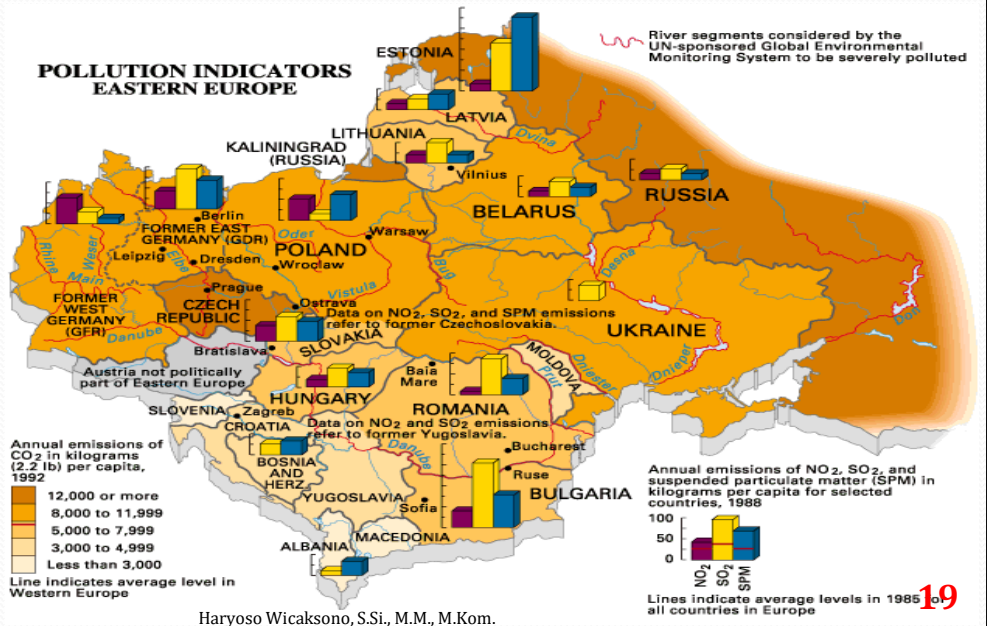 POLLUTION INDICATORS
EASTERN EUROPE
River segments considered by the
UN-sponsored Global Environmental
Monitoring System to be severely polluted
ESTONIA
LATVIA
LITHUANIA
KALININGRAD
(RUSSIA)
Vilnius
Dvina
RUSSIA
BELARUS
Berlin
FORMER EAST
GERMANY (GDR)
Leipzig
Dresden
Elbe
Oder
POLAND
Warsaw
Wroclaw
Vistula
Bug
Desna
Rhine
Weser
Main
FORMER
WEST
GERMANY
(GFR)
Danube
Prague
CZECH
REPUBLIC
Ostrava
Data on NO2, SO2, and SPM emissions
refer to former Czechoslovakia.
SLOVAKIA
Bratislava
UKRAINE
Don
Dnieper
Dniester
MOLDOVA
Prut
Austria not politically
part of Eastern Europe
HUNGARY
Baia
Mare
ROMANIA
SLOVENIA
Zagreb
CROATIA
Data on NO2 and SO2 emissions
refer to former Yugoslavia.
Danube
Bucharest
Ruse
BOSNIA
AND
HERZ.
YUGOSLAVIA
Sofia
BULGARIA
MACEDONIA
ALBANIA
Annual emissions of
CO2 in kilograms
(2.2 lb) per capita,
1992
12,000 or more
8,000 to 11,999
5,000 to 7,999
3,000 to 4,999
Less than 3,000
Line indicates average level in
Western Europe
Annual emissions of NO2, SO2, and
suspended particulate matter (SPM) in
kilograms per capita for selected
countries, 1988
100
50
0
NO2
SO2
SPM
Lines indicate average levels in 1985 for
all countries in Europe
19
Haryoso Wicaksono, S.Si., M.M., M.Kom.